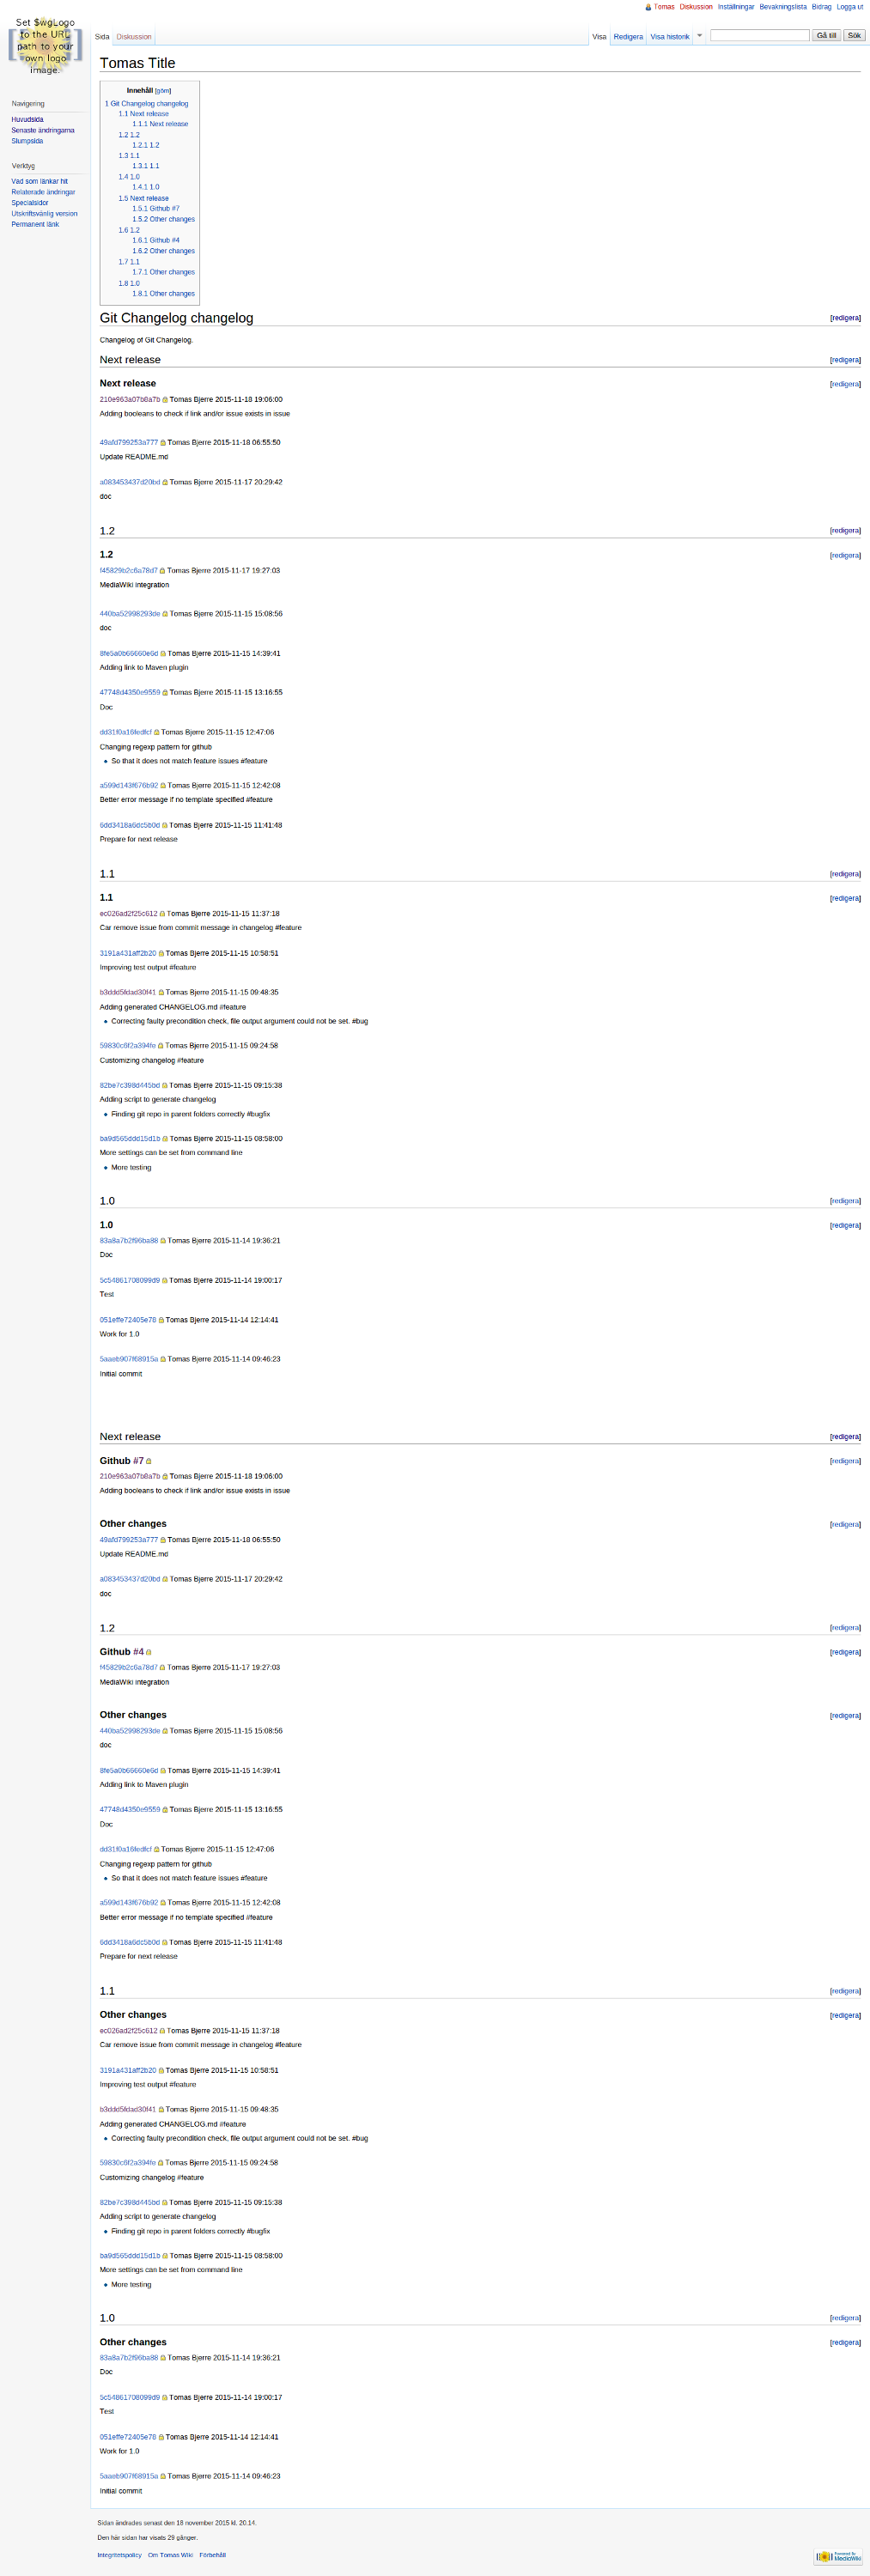 Tomas Diskussion Inställningar Bevakningslista Bidrag Logga ut
Set $wgLogo
to the URL
path to your
own logo
image.
Sida Diskussion Visa Redigera Visa historik Gå till Sök
Navigering
Huvudsida
Senaste ändringarna
Slumpsida
Verktyg
Vad som länkar hit
Relaterade ändringar
Specialsidor
Utskriftsvänlig version
Permanent länk
Tomas Title
Innehåll [göm]
1 Git Changelog changelog
1.1 Next release
1.1.1 Next release
1.2 1.2
1.2.1 1.2
1.3 1.1
1.3.1 1.1
1.4 1.0
1.4.1 1.0
1.5 Next release
1.5.1 Github #7
1.5.2 Other changes
1.6 1.2
1.6.1 Github #4
1.6.2 Other changes
1.7 1.1
1.7.1 Other changes
1.8 1.0
1.8.1 Other changes
Git Changelog changelog [redigera]
Changelog of Git Changelog.
Next release [redigera]
Next release [redigera]
210e963a07b8a7b Tomas Bjerre 2015-11-18 19:06:00
Adding booleans to check if link and/or issue exists in issue
49afd799253a777 Tomas Bjerre 2015-11-18 06:55:50
Update README.md
a083453437d20bd Tomas Bjerre 2015-11-17 20:29:42
doc
1.2 [redigera]
1.2 [redigera]
f45829b2c6a78d7 Tomas Bjerre 2015-11-17 19:27:03
MediaWiki integration
440ba52998293de Tomas Bjerre 2015-11-15 15:08:56
doc
8fe5a0b66660e6d Tomas Bjerre 2015-11-15 14:39:41
Adding link to Maven plugin
47748d4350e9559 Tomas Bjerre 2015-11-15 13:16:55
Doc
dd31f0a16fedfcf Tomas Bjerre 2015-11-15 12:47:06
Changing regexp pattern for github
So that it does not match feature issues #feature
a599d143f676b92 Tomas Bjerre 2015-11-15 12:42:08
Better error message if no template specified #feature
6dd3418a6dc5b0d Tomas Bjerre 2015-11-15 11:41:48
Prepare for next release
1.1 [redigera]
1.1 [redigera]
ec026ad2f25c612 Tomas Bjerre 2015-11-15 11:37:18
Car remove issue from commit message in changelog #feature
3191a431aff2b20 Tomas Bjerre 2015-11-15 10:58:51
Improving test output #feature
b3ddd5fdad30f41 Tomas Bjerre 2015-11-15 09:48:35
Adding generated CHANGELOG.md #feature
Correcting faulty precondition check, file output argument could not be set. #bug
59830c6f2a394fe Tomas Bjerre 2015-11-15 09:24:58
Customizing changelog #feature
82be7c398d445bd Tomas Bjerre 2015-11-15 09:15:38
Adding script to generate changelog
Finding git repo in parent folders correctly #bugfix
ba9d565ddd15d1b Tomas Bjerre 2015-11-15 08:58:00
More settings can be set from command line
More testing
1.0 [redigera]
1.0 [redigera]
83a8a7b2f96ba88 Tomas Bjerre 2015-11-14 19:36:21
Doc
5c54861708099d9 Tomas Bjerre 2015-11-14 19:00:17
Test
051effe72405e78 Tomas Bjerre 2015-11-14 12:14:41
Work for 1.0
5aaeb907f68915a Tomas Bjerre 2015-11-14 09:46:23
Initial commit
Next release [redigera]
Github #7 [redigera]
210e963a07b8a7b Tomas Bjerre 2015-11-18 19:06:00
Adding booleans to check if link and/or issue exists in issue
Other changes [redigera]
49afd799253a777 Tomas Bjerre 2015-11-18 06:55:50
Update README.md
a083453437d20bd Tomas Bjerre 2015-11-17 20:29:42
doc
1.2 [redigera]
Github #4 [redigera]
f45829b2c6a78d7 Tomas Bjerre 2015-11-17 19:27:03
MediaWiki integration
Other changes [redigera]
440ba52998293de Tomas Bjerre 2015-11-15 15:08:56
doc
8fe5a0b66660e6d Tomas Bjerre 2015-11-15 14:39:41
Adding link to Maven plugin
47748d4350e9559 Tomas Bjerre 2015-11-15 13:16:55
Doc
dd31f0a16fedfcf Tomas Bjerre 2015-11-15 12:47:06
Changing regexp pattern for github
So that it does not match feature issues #feature
a599d143f676b92 Tomas Bjerre 2015-11-15 12:42:08
Better error message if no template specified #feature
6dd3418a6dc5b0d Tomas Bjerre 2015-11-15 11:41:48
Prepare for next release
1.1 [redigera]
Other changes [redigera]
ec026ad2f25c612 Tomas Bjerre 2015-11-15 11:37:18
Car remove issue from commit message in changelog #feature
3191a431aff2b20 Tomas Bjerre 2015-11-15 10:58:51
Improving test output #feature
b3ddd5fdad30f41 Tomas Bjerre 2015-11-15 09:48:35
Adding generated CHANGELOG.md #feature
Correcting faulty precondition check, file output argument could not be set. #bug
59830c6f2a394fe Tomas Bjerre 2015-11-15 09:24:58
Customizing changelog #feature
82be7c398d445bd Tomas Bjerre 2015-11-15 09:15:38
Adding script to generate changelog
Finding git repo in parent folders correctly #bugfix
ba9d565ddd15d1b Tomas Bjerre 2015-11-15 08:58:00
More settings can be set from command line
More testing
1.0 [redigera]
Other changes [redigera]
83a8a7b2f96ba88 Tomas Bjerre 2015-11-14 19:36:21
Doc
5c54861708099d9 Tomas Bjerre 2015-11-14 19:00:17
Test
051effe72405e78 Tomas Bjerre 2015-11-14 12:14:41
Work for 1.0
5aaeb907f68915a Tomas Bjerre 2015-11-14 09:46:23
Initial commit
Sidan ändrades senast den 18 november 2015 kl. 20.14.
Den här sidan har visats 29 gånger.
Integritetspolicy Om Tomas Wiki Förbehåll
Powered By
MediaWiki